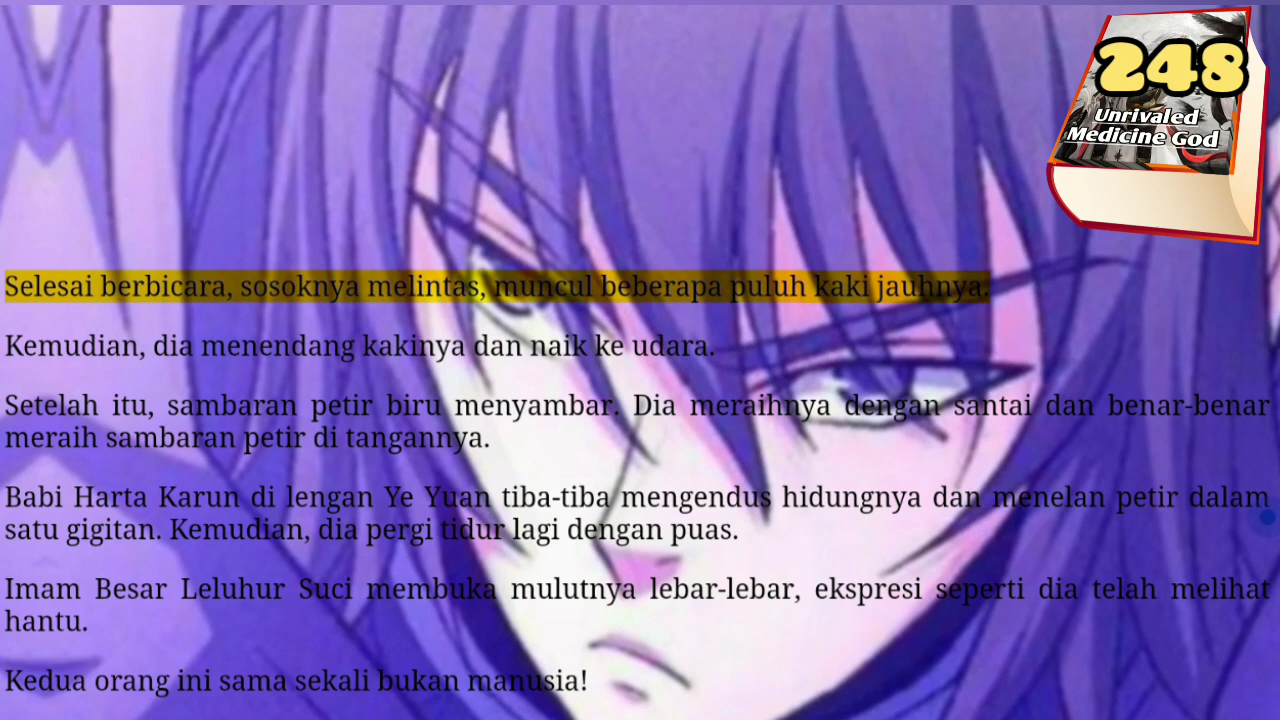 248
Unrivaled
Medicine God
Selesai berbicara, sosoknya melintas, muncul beberapa puluh kaki jauhnya.
Kemudian, dia menendang kakinya dan naik ke udara.
Setelah itu, sambaran petir biru menyambar. Dia meraihnya dengan santai dan benar-benar
meraih sambaran petir di tangannya.
Babi Harta Karun di lengan Ye Yuan tiba-tiba mengendus hidungnya dan menelan petir dalam
satu gigitan. Kemudian, dia pergi tidur lagi dengan puas.
Imam Besar Leluhur Suci membuka mulutnya lebar-lebar, ekspresi seperti dia telah melihat
hantu.
Kedua orang ini sama sekali bukan manusia!